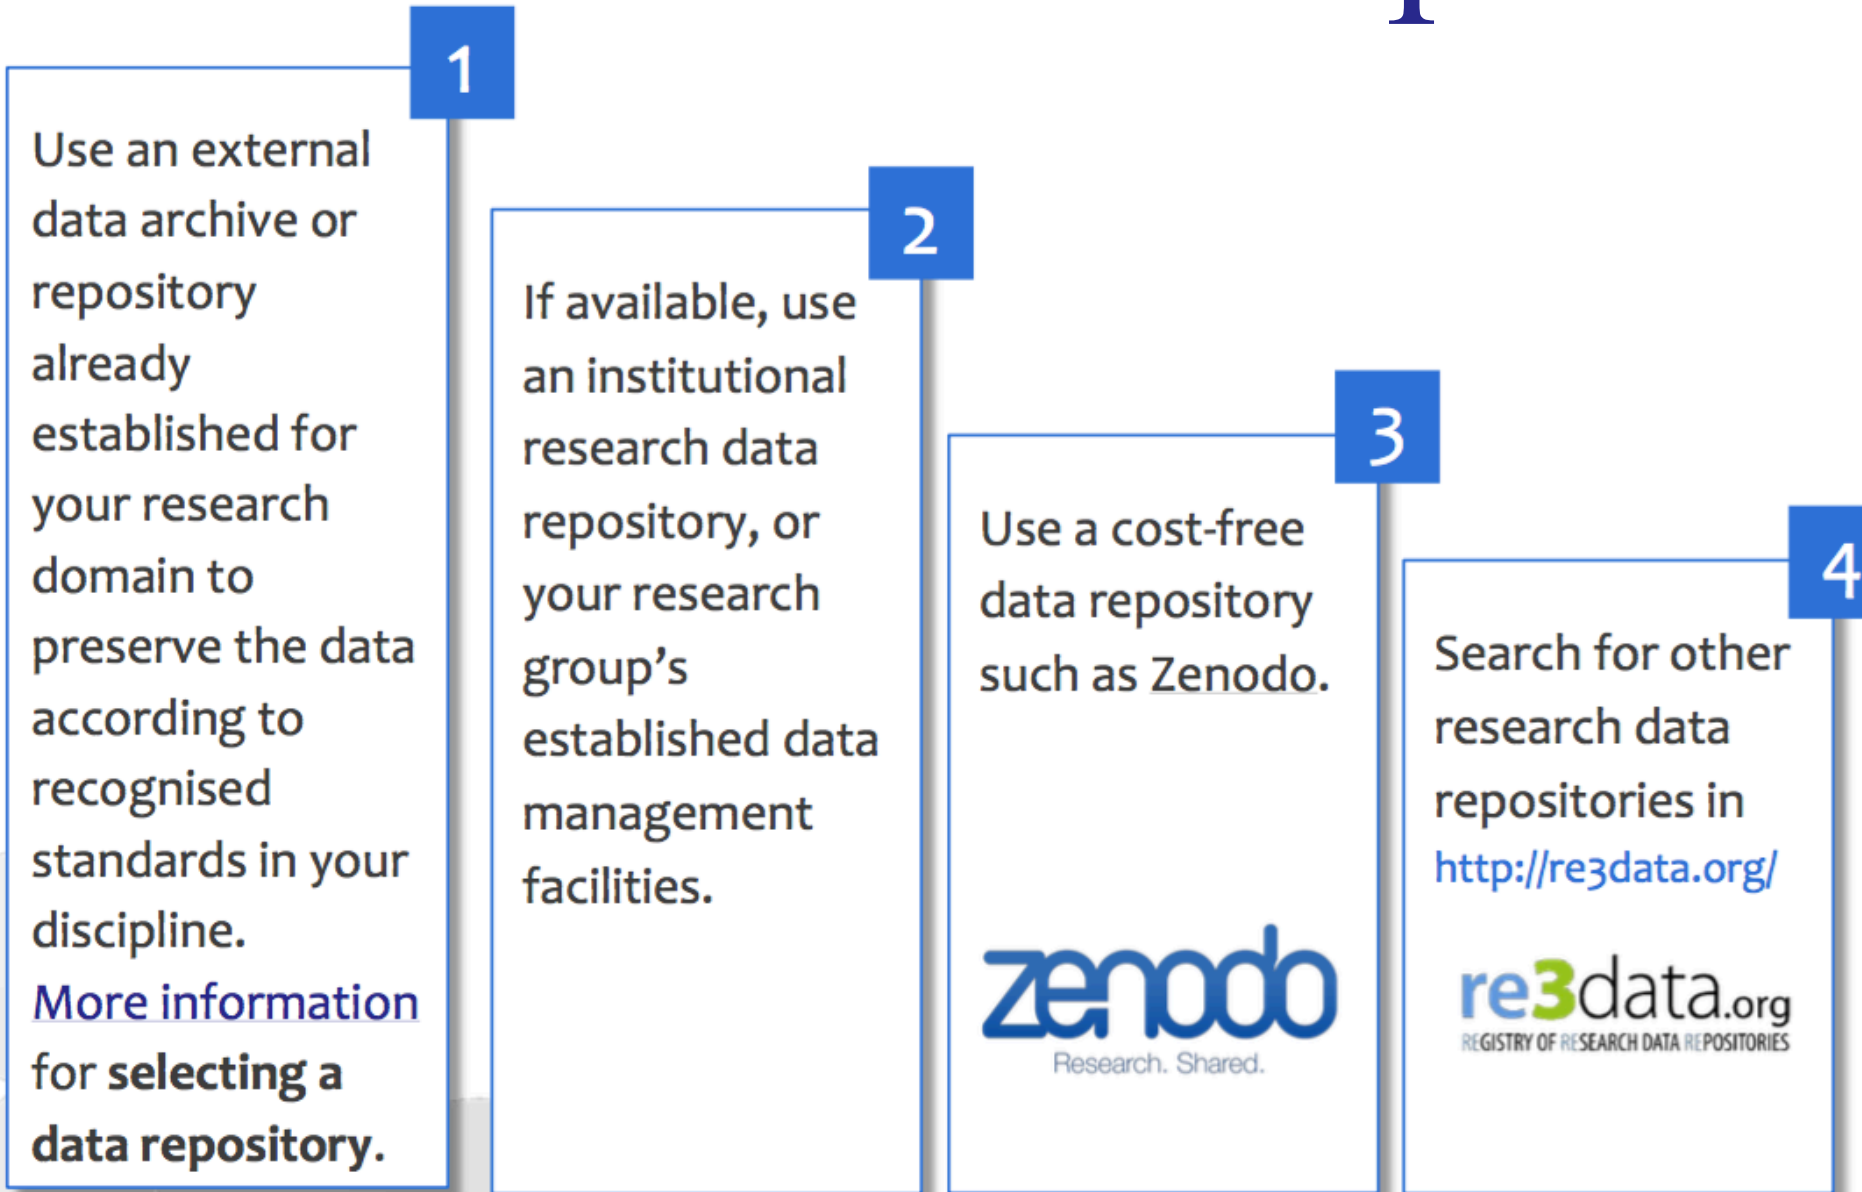 1
Use an external
data archive or
repository
already
established for
your research
domain to
preserve the data
according to
recognised
standards in your
discipline.
More information
for selecting a
data repository.
2
If available, use
an institutional
research data
repository, or
your research
group's
established data
management
facilities.
3
Use a cost-free
data repository
such as Zenodo.
zenodo
Research. Shared.
4
Search for other
research data
repositories in
http://re3data.org/
re3data.org
REGISTRY OF RESEARCH DATA REPOSITORIES